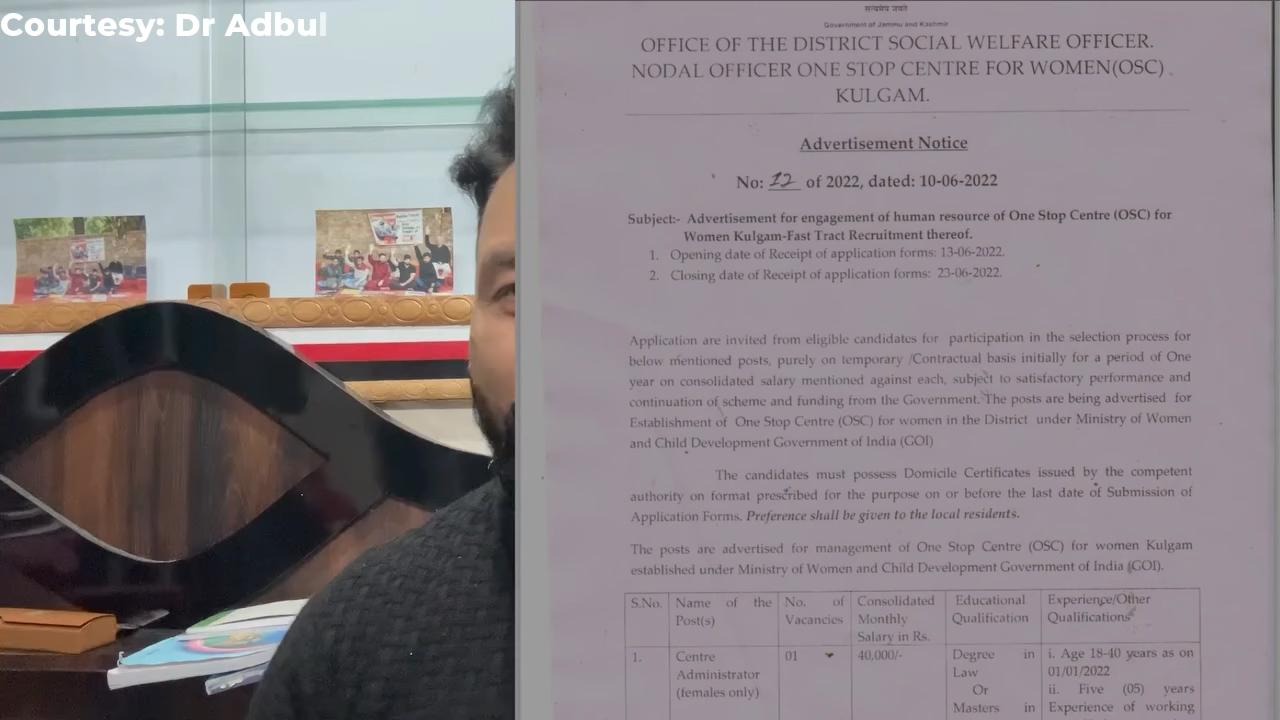 Courtesy: Dr Adbul
सत्यमेव जयते
Government of Jammu and Kashmir
OFFICE OF THE DISTRICT SOCIAL WELFARE OFFICER.
NODAL OFFICER ONE STOP CENTRE FOR WOMEN(OSC)
KULGAM.
Advertisement Notice
No: 12 of 2022, dated: 10-06-2022
Subject:- Advertisement for engagement of human resource of One Stop Centre (OSC) for
Women Kulgam-Fast Tract Recruitment thereof.
1. Opening date of Receipt of application forms: 13-06-2022.
2. Closing date of Receipt of application forms: 23-06-2022.
Application are invited from eligible candidates for participation in the selection process for
below mentioned posts, purely on temporary /Contractual basis initially for a period of One
year on consolidated salary mentioned against each, subject to satisfactory performance and
continuation of scheme and funding from the Government. The posts are being advertised for
Establishment of One Stop Centre (OSC) for women in the District under Ministry of Women
and Child Development Government of India (GOI)
The candidates must possess Domicile Certificates issued by the competent
authority on format prescribed for the purpose on or before the last date of Submission of
Application Forms. Preference shall be given to the local residents.
The posts are advertised for management of One Stop Centre (OSC) for women Kulgam
established under Ministry of Women and Child Development Government of India (GOI).
S.No. Name of the Post(s) No. of Vacancies Consolidated Monthly Salary in Rs. Educational Qualification Experience/Other Qualifications
1. Centre Administrator (females only) 01 40,000/- Degree in Law Or Masters in i. Age 18-40 years as on 01/01/2022 ii. Five (05) years Experience of working